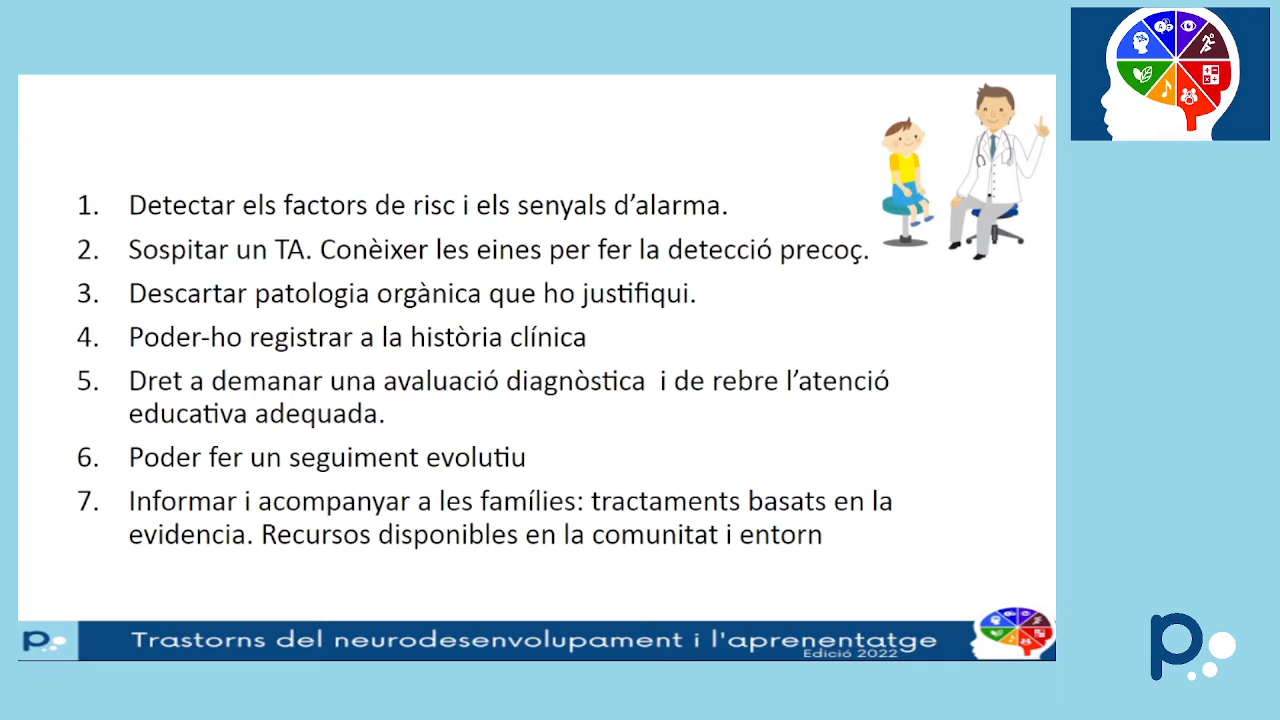 1. Detectar els factors de risc i els senyals d’alarma.
2. Sospitar un TA. Conèixer les eines per fer la detecció precoç.
3. Descartar patologia orgànica que ho justifiqui.
4. Poder-ho registrar a la història clínica
5. Dret a demanar una avaluació diagnòstica i de rebre l’atenció
educativa adequada.
6. Poder fer un seguiment evolutiu
7. Informar i acompanyar a les famílies: tractaments basats en la
evidencia. Recursos disponibles en la comunitat i entorn
p
Trastorns del neurodesenvolupament i l'aprenentatge
Edició 2022
p